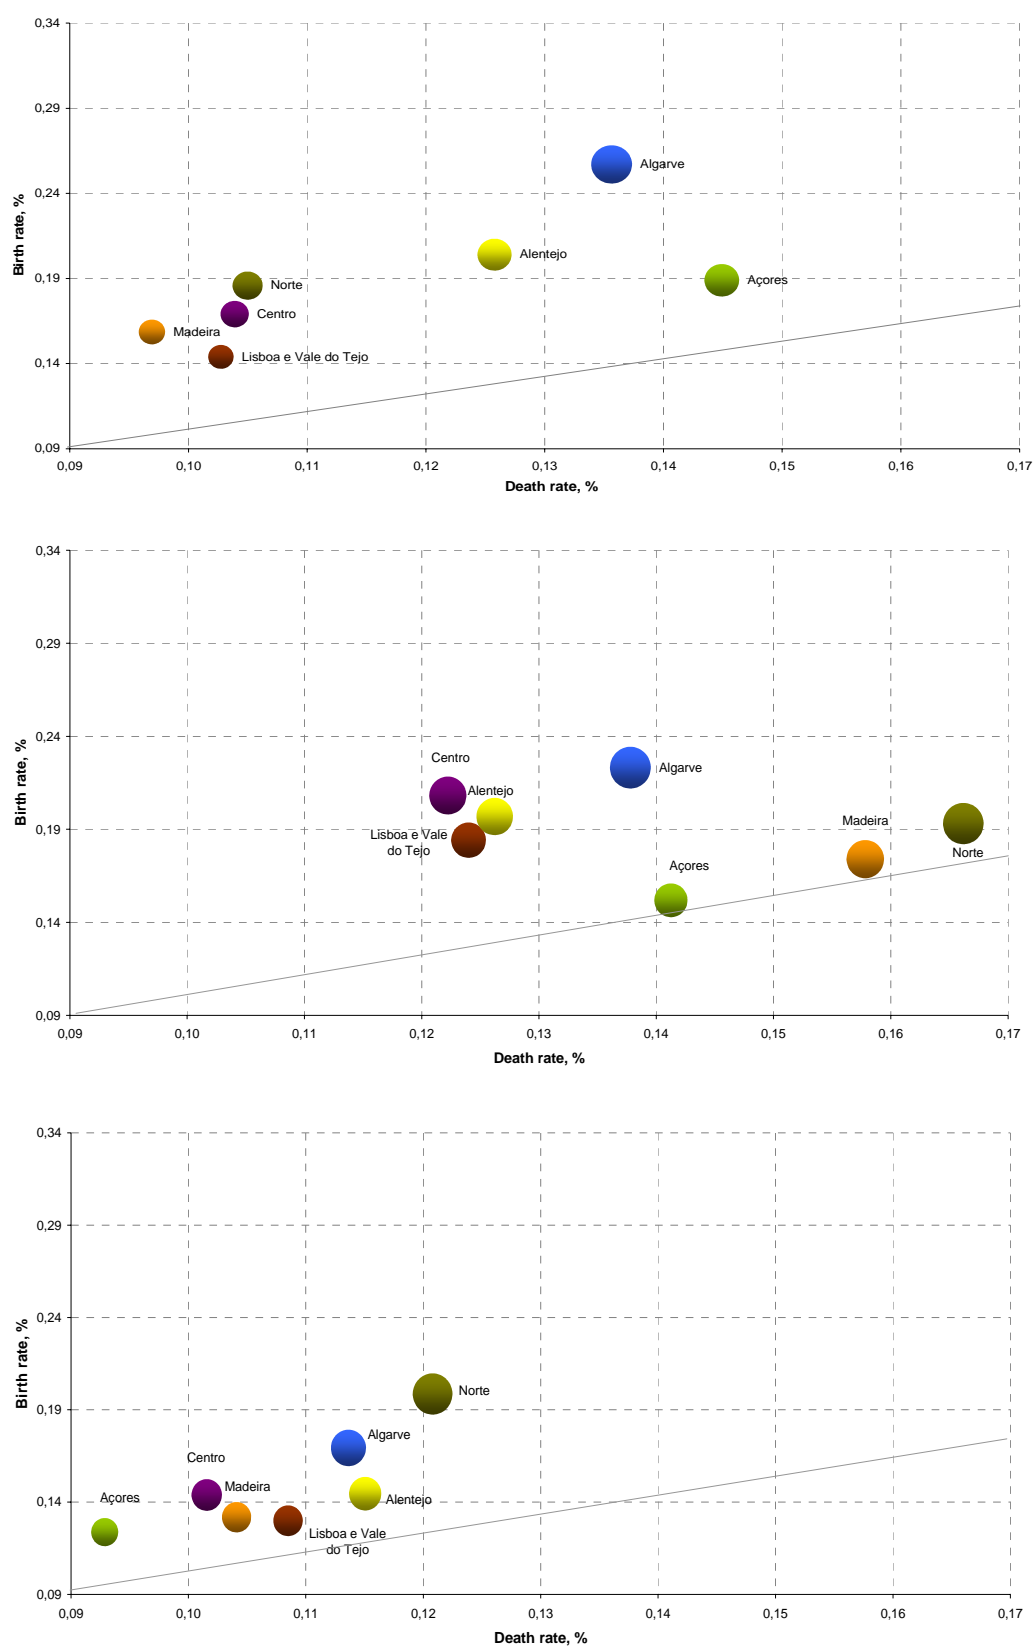 0,34
0,29
0,24
0,19
0,14
0,09
Birth rate, %
Algarve
Alentejo
Açores
Norte
Centro
Madeira
Lisboa e Vale do Tejo
0,09 0,10 0,11 0,12 0,13 0,14 0,15 0,16 0,17
Death rate, %
0,34
0,29
0,24
0,19
0,14
0,09
Birth rate, %
Centro
Algarve
Alentejo
Lisboa e Vale
do Tejo
Madeira
Norte
Açores
0,09 0,10 0,11 0,12 0,13 0,14 0,15 0,16 0,17
Death rate, %
0,34
0,29
0,24
0,19
0,14
0,09
Birth rate, %
Norte
Algarve
Centro
Madeira
Açores
Alentejo
Lisboa e Vale
do Tejo
0,09 0,10 0,11 0,12 0,13 0,14 0,15 0,16 0,17
Death rate, %